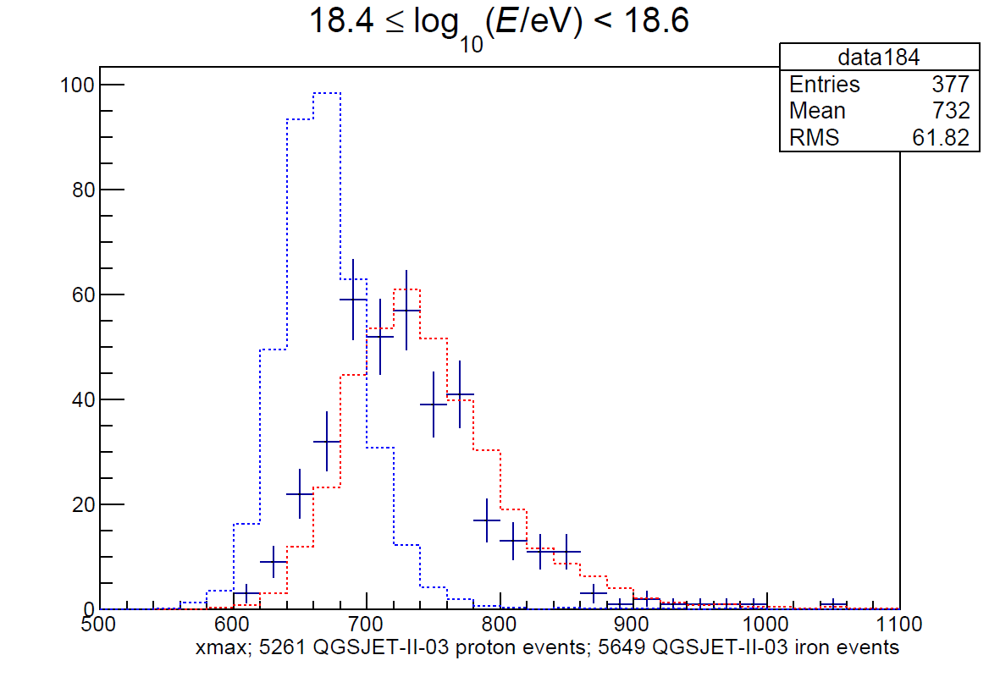 18.4 ≤ log10(E/eV) < 18.6
data184
Entries 377
Mean 732
RMS 61.82
100
80
60
40
20
0
500 600 700 800 900 1000 1100
xmax; 5261 QGSJET-II-03 proton events; 5649 QGSJET-II-03 iron events